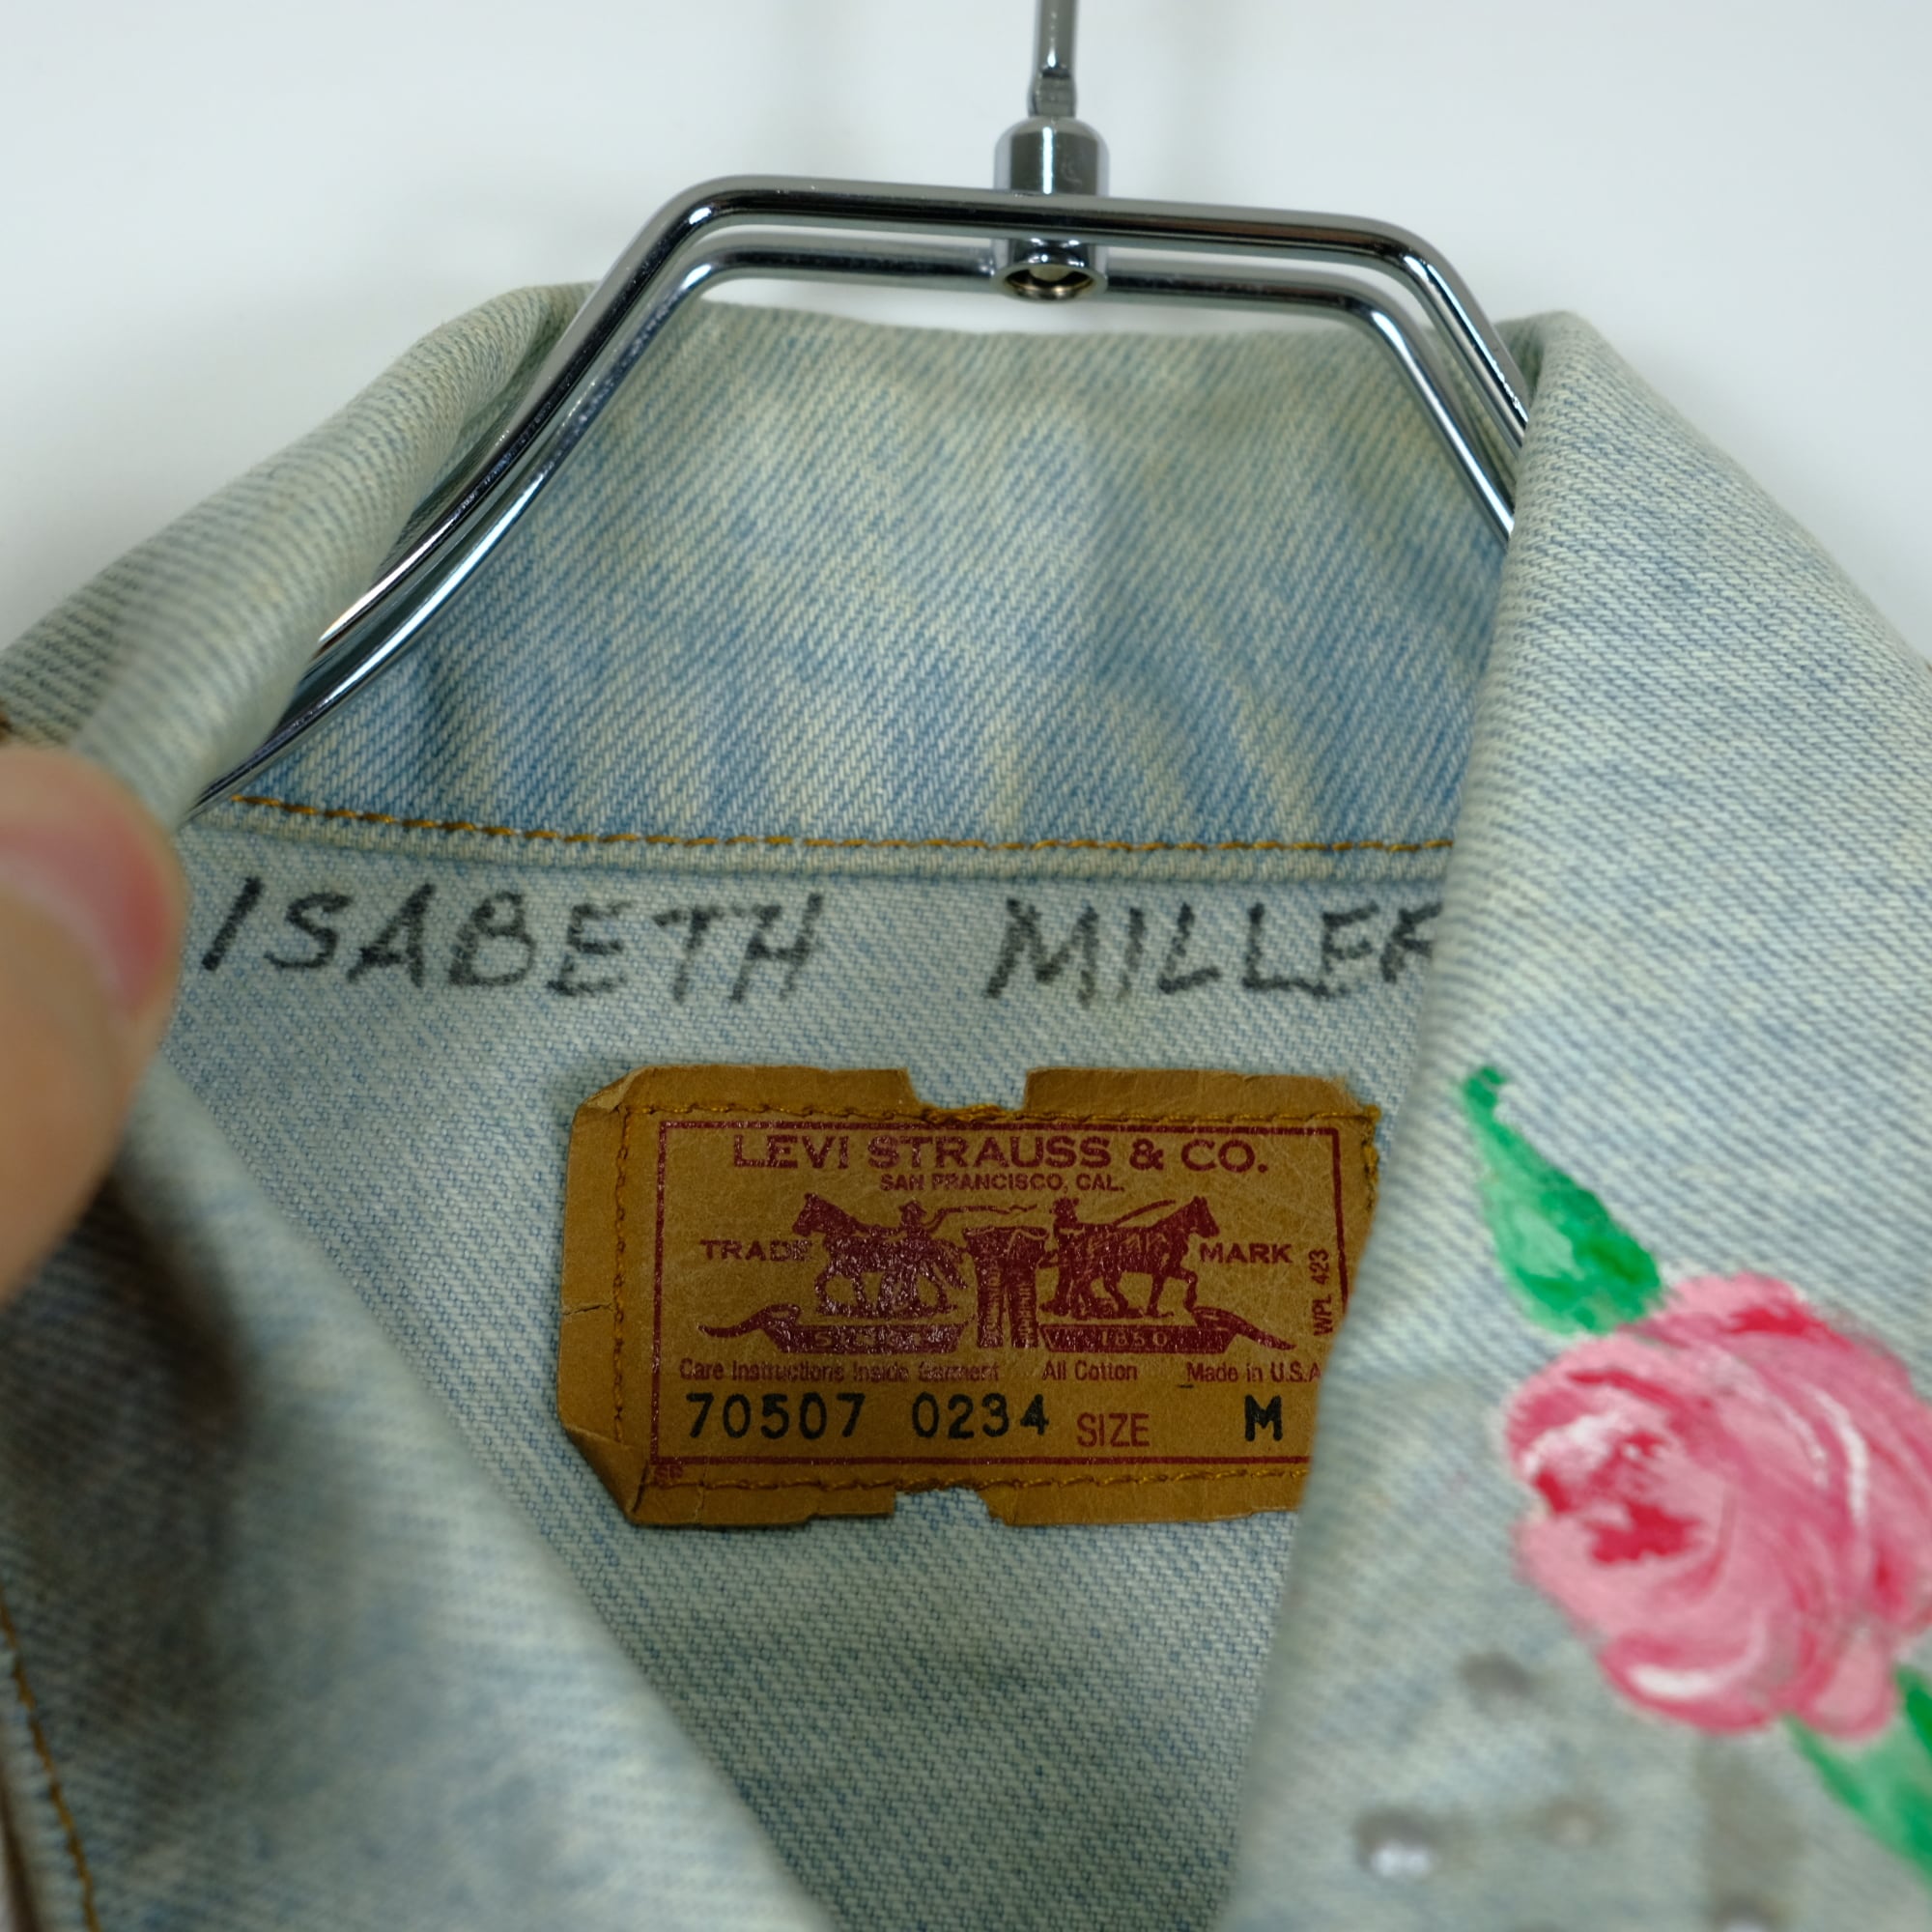 ISABETH MILLER
LEVI STRAUSS & CO.
SAN FRANCISCO, CAL.
TRADE MARK
WPL 423
1850
Care Instructions Inside Garment All Cotton Made in U.S.A
70507 0234 SIZE M